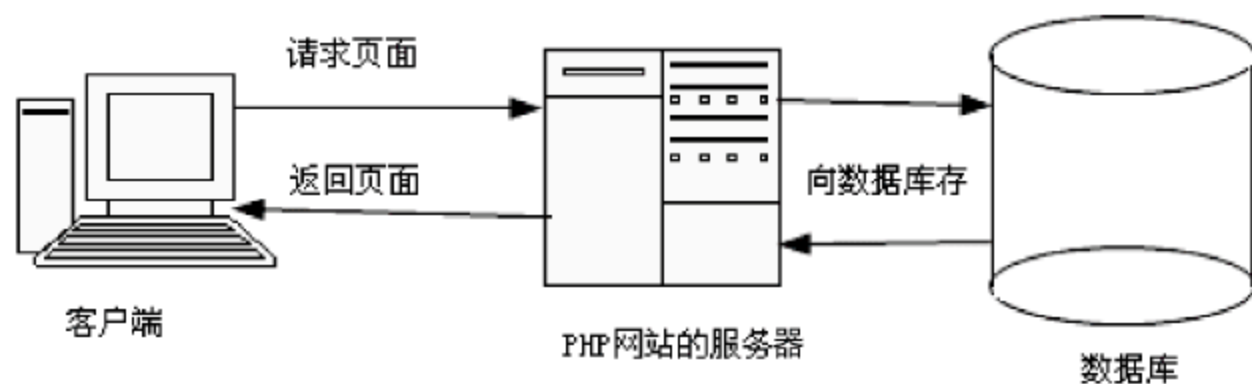 请求页面
返回页面
向数据库存
客户端
PHP网站的服务器
数据库